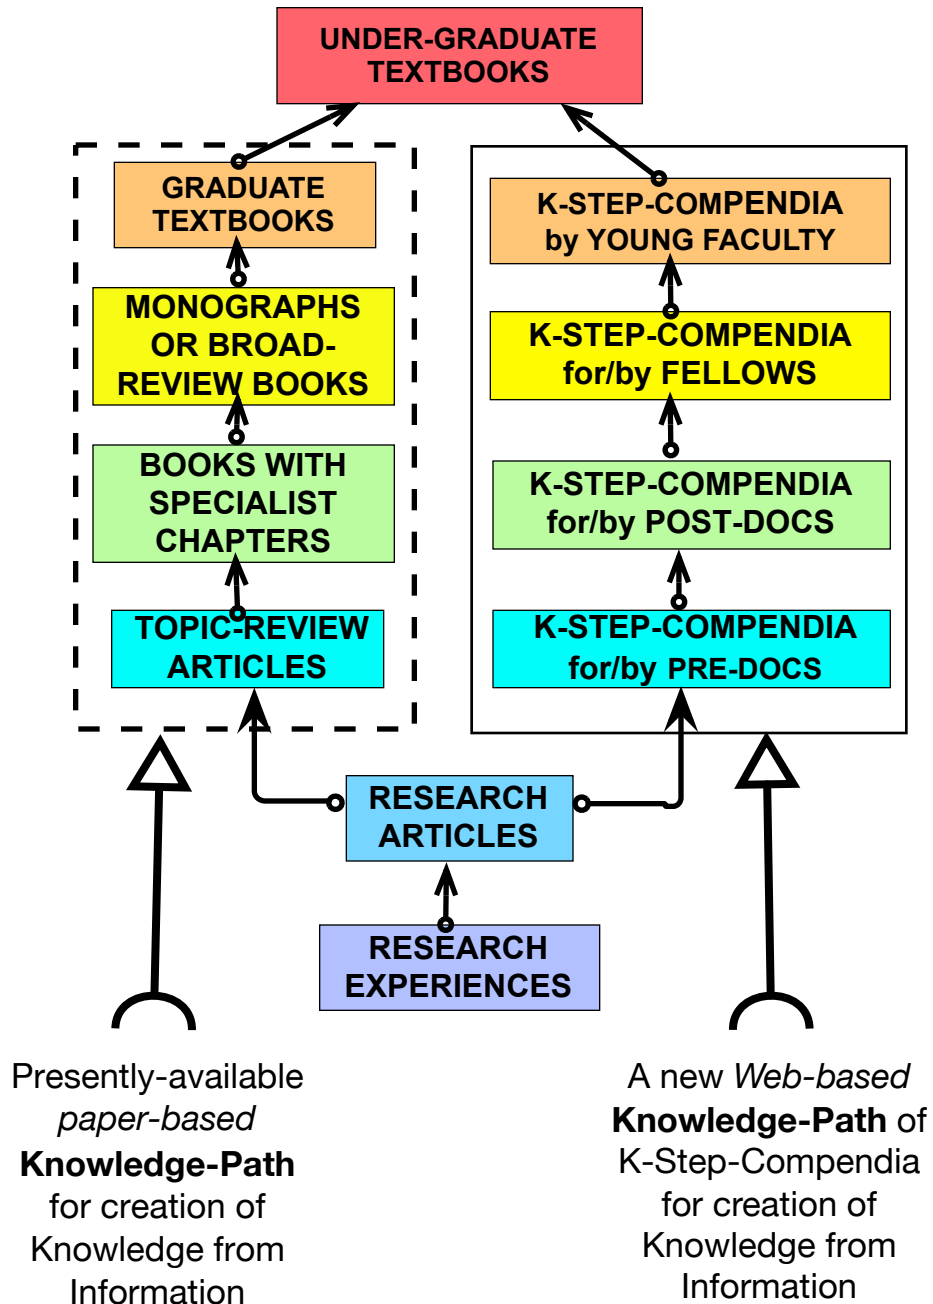 UNDER-GRADUATE
TEXTBOOKS
GRADUATE
TEXTBOOKS
MONOGRAPHS
OR BROAD-
REVIEW BOOKS
BOOKS WITH
SPECIALIST
CHAPTERS
TOPIC-REVIEW
ARTICLES
K-STEP-COMPENDIA
by YOUNG FACULTY
K-STEP-COMPENDIA
for/by FELLOWS
K-STEP-COMPENDIA
for/by POST-DOCS
K-STEP-COMPENDIA
for/by PRE-DOCS
RESEARCH
ARTICLES
RESEARCH
EXPERIENCES
Presently-available
paper-based
Knowledge-Path
for creation of
Knowledge from
Information
A new Web-based
Knowledge-Path of
K-Step-Compendia
for creation of
Knowledge from
Information